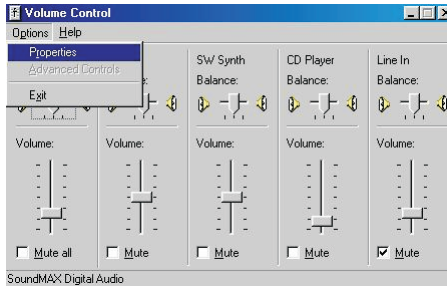 Volume Control
Options Help
Properties
Advanced Controls
Exit
SW Synth CD Player Line In
Balance: Balance: Balance:
Volume: Volume: Volume: Volume: Volume:
Mute all Mute Mute Mute Mute
SoundMAX Digital Audio